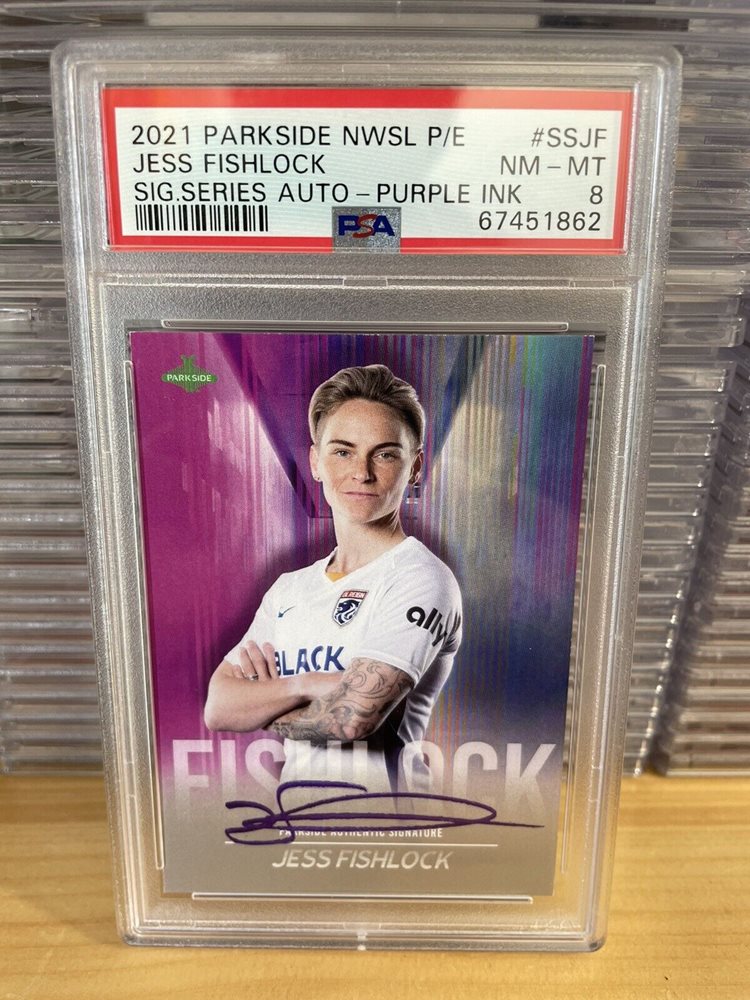 2021 PARKSIDE NWSL P/E #SSJF
JESS FISHLOCK NM - MT
SIG.SERIES AUTO - PURPLE INK 8
PSA 67451862
PARKSIDE
OL REIGN
ally
BLACK
FISHLOCK
PARKSIDE AUTHENTIC SIGNATURE
JESS FISHLOCK